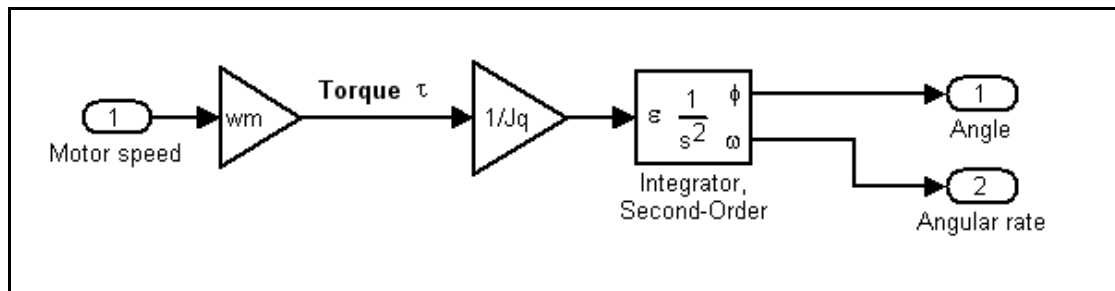 1
Motor speed
wm
Torque τ
1/Jq
ε 1/s² ϕ ω
Integrator,
Second-Order
1
Angle
2
Angular rate